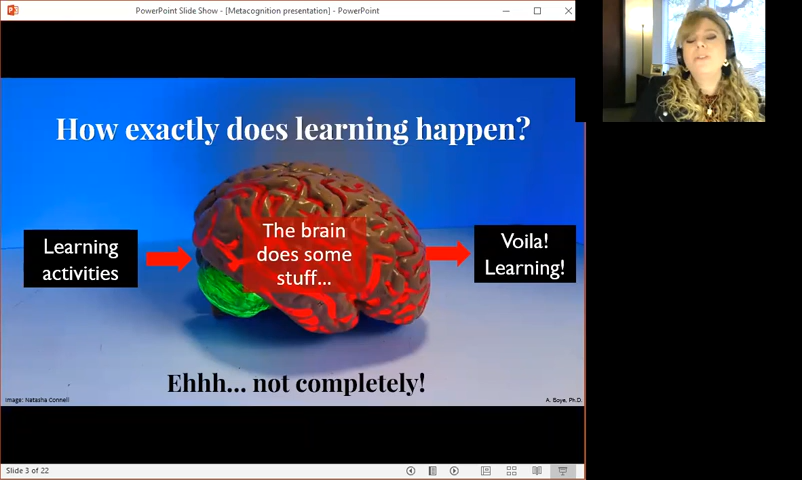 PowerPoint Slide Show - [Metacognition presentation] - PowerPoint
How exactly does learning happen?
Learning
activities
The brain
does some
stuff...
Voila!
Learning!
Ehhh... not completely!
Image: Natasha Connell
A. Boye, Ph.D.
Slide 3 of 22